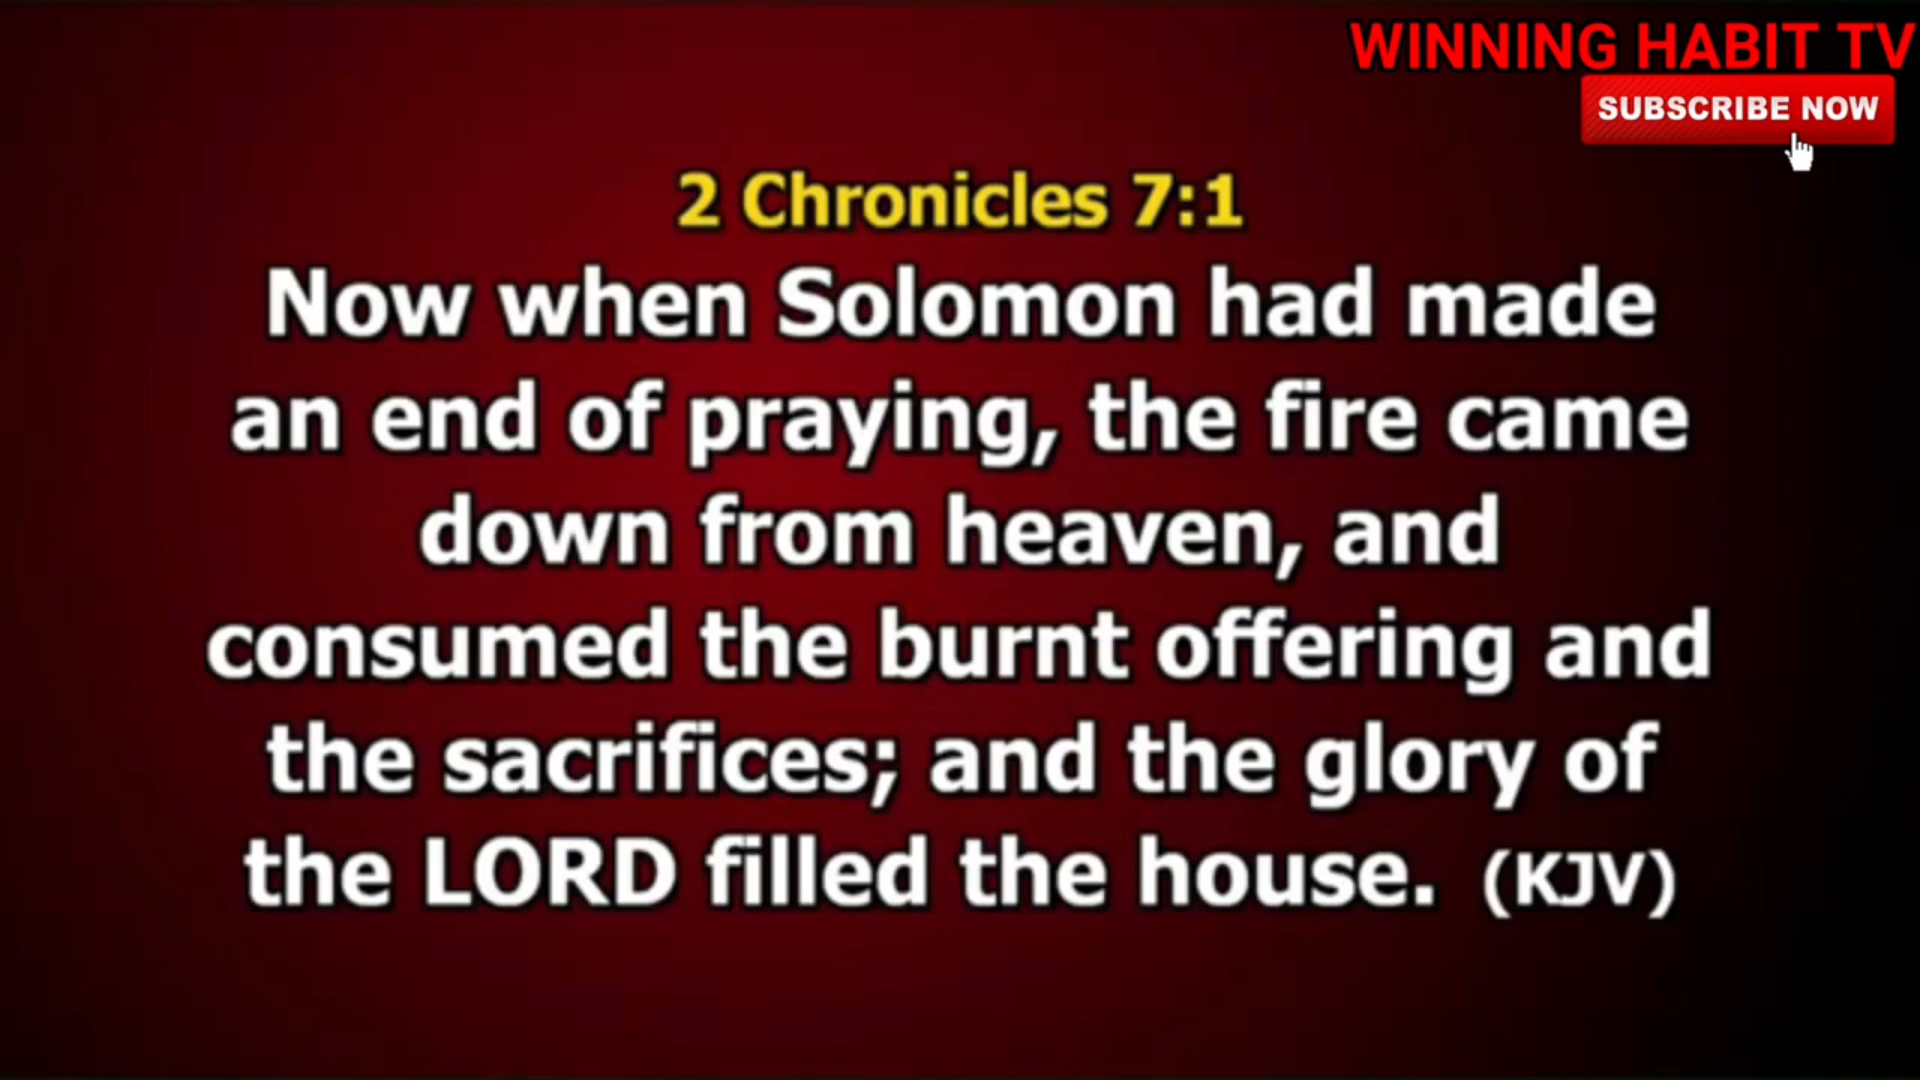 WINNING HABIT TV
SUBSCRIBE NOW
2 Chronicles 7:1
Now when Solomon had made
an end of praying, the fire came
down from heaven, and
consumed the burnt offering and
the sacrifices; and the glory of
the LORD filled the house. (KJV)